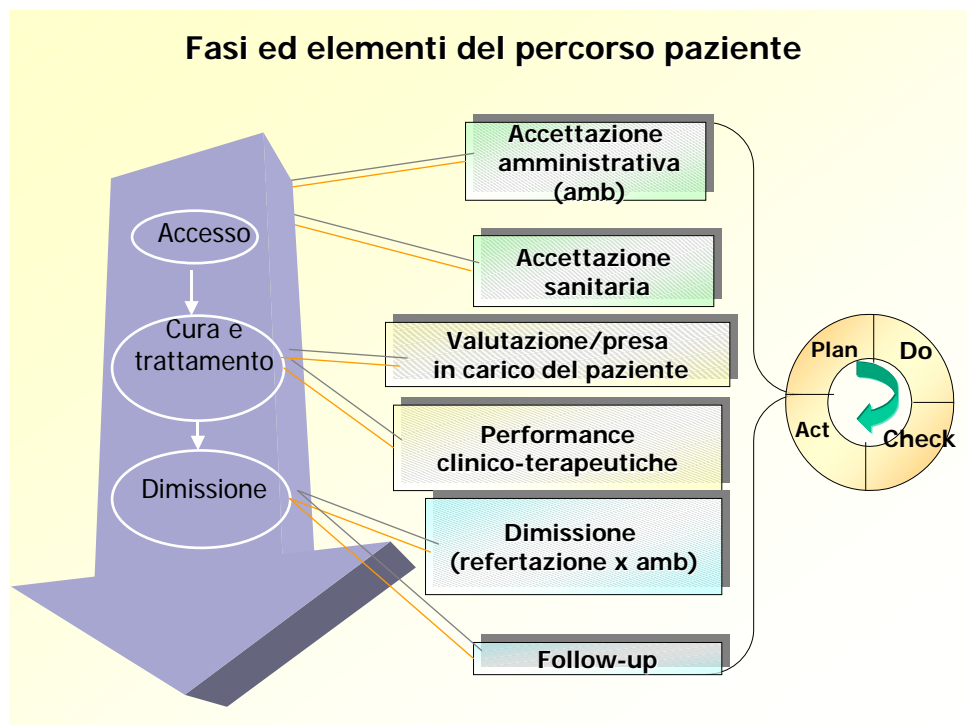 Fasi ed elementi del percorso paziente
Accesso
Cura e
trattamento
Dimissione
Accettazione
amministrativa
(amb)
Accettazione
sanitaria
Valutazione/presa
in carico del paziente
Performance
clinico-terapeutiche
Dimissione
(refertazione x amb)
Follow-up
Plan
Do
Act
Check